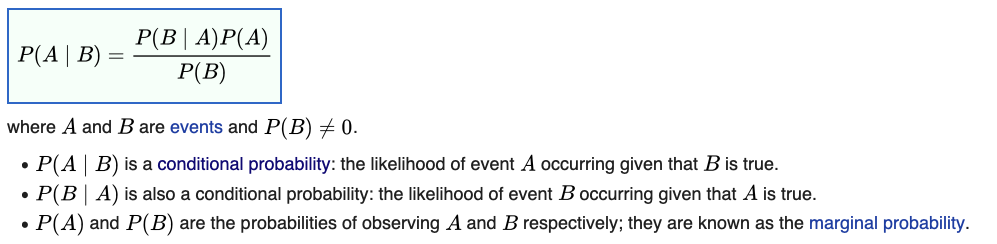 P(A | B) = P(B | A)P(A) / P(B)
where A and B are events and P(B) ≠ 0.
• P(A | B) is a conditional probability: the likelihood of event A occurring given that B is true.
• P(B | A) is also a conditional probability: the likelihood of event B occurring given that A is true.
• P(A) and P(B) are the probabilities of observing A and B respectively; they are known as the marginal probability.